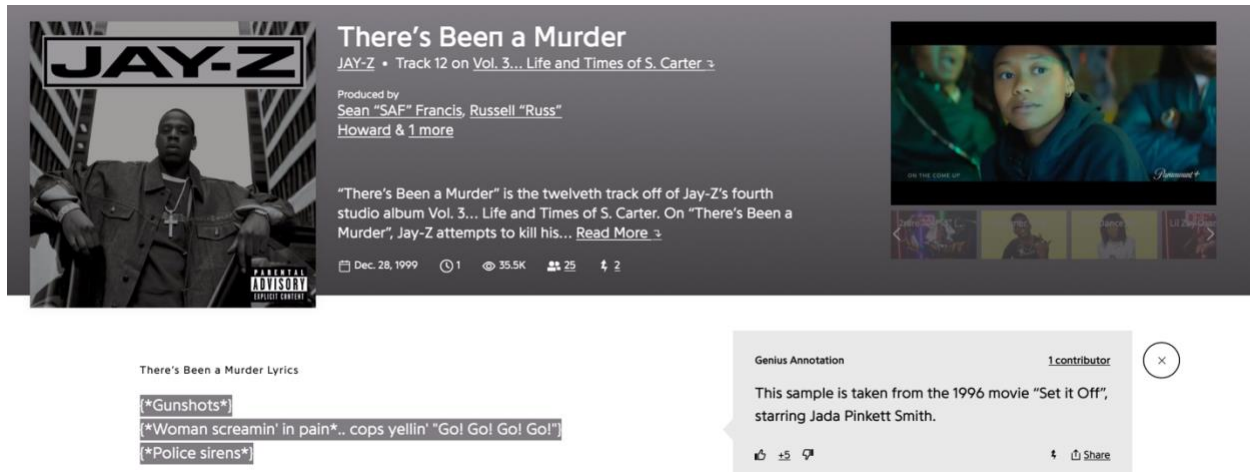 JAY-Z
PARENTAL
ADVISORY
EXPLICIT CONTENT
There's Been a Murder
JAY-Z • Track 12 on Vol. 3... Life and Times of S. Carter
Produced by
Sean “SAF” Francis, Russell “Russ”
Howard & 1 more
“There's Been a Murder” is the twelveth track off of Jay-Z's fourth
studio album Vol. 3... Life and Times of S. Carter. On “There's Been a
Murder”, Jay-Z attempts to kill his... Read More
Dec. 28, 1999 1 35.5K 25 2
ON THE COME UP
Paramount+
There's Been a Murder Lyrics
{*Gunshots*}
{*Woman screamin' in pain*.. cops yellin' "Go! Go! Go! Go!"}
{*Police sirens*}
Genius Annotation 1 contributor
This sample is taken from the 1996 movie “Set it Off”,
starring Jada Pinkett Smith.
+5 Share